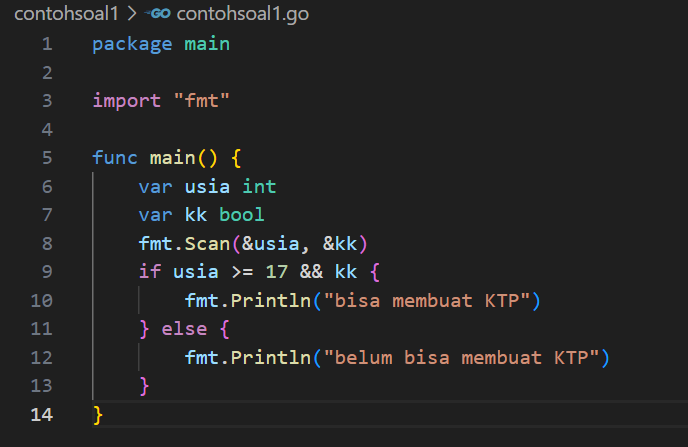 contohsoal1 > GO contohsoal1.go
1 package main
2
3 import "fmt"
4
5 func main() {
6 var usia int
7 var kk bool
8 fmt.Scan(&usia, &kk)
9 if usia >= 17 && kk {
10 fmt.Println("bisa membuat KTP")
11 } else {
12 fmt.Println("belum bisa membuat KTP")
13 }
14 }